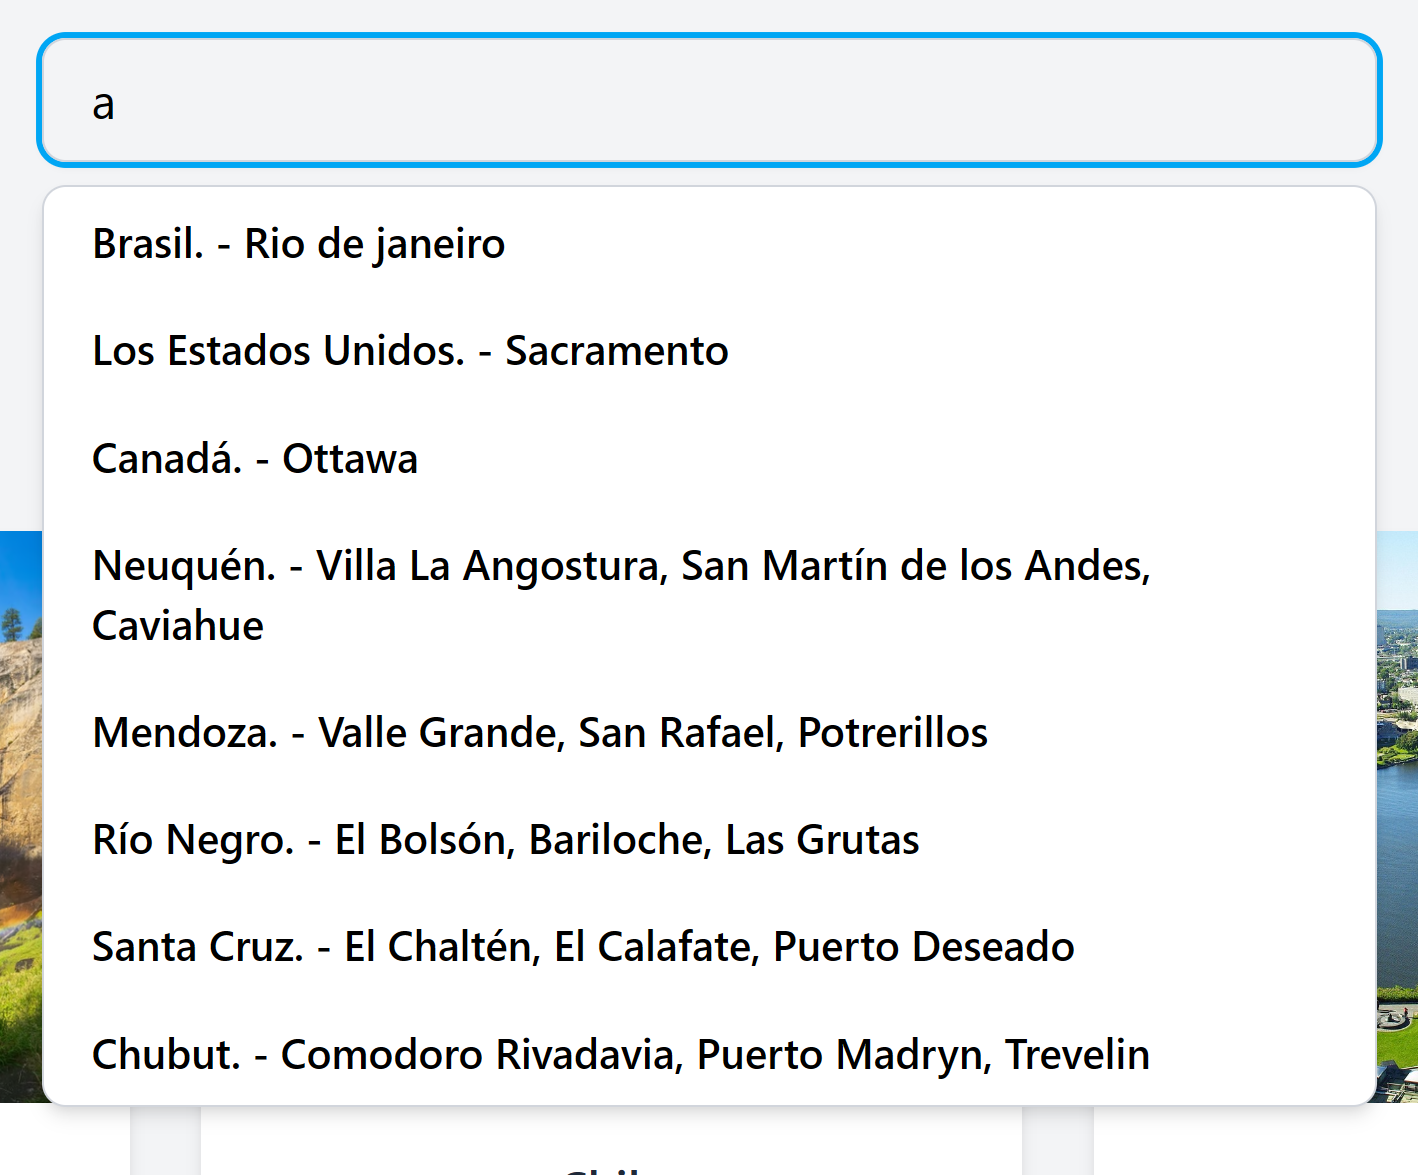 a
Brasil. - Rio de janeiro
Los Estados Unidos. - Sacramento
Canadá. - Ottawa
Neuquén. - Villa La Angostura, San Martín de los Andes,
Caviahue
Mendoza. - Valle Grande, San Rafael, Potrerillos
Río Negro. - El Bolsón, Bariloche, Las Grutas
Santa Cruz. - El Chaltén, El Calafate, Puerto Deseado
Chubut. - Comodoro Rivadavia, Puerto Madryn, Trevelin